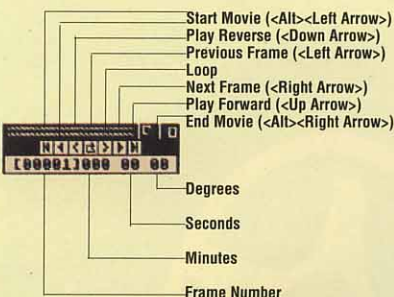 Start Movie (<Alt><Left Arrow>)
Play Reverse (<Down Arrow>)
Previous Frame (<Left Arrow>)
Loop
Next Frame (<Right Arrow>)
Play Forward (<Up Arrow>)
End Movie (<Alt><Right Arrow>)
[00001]000 00 00
Degrees
Seconds
Minutes
Frame Number